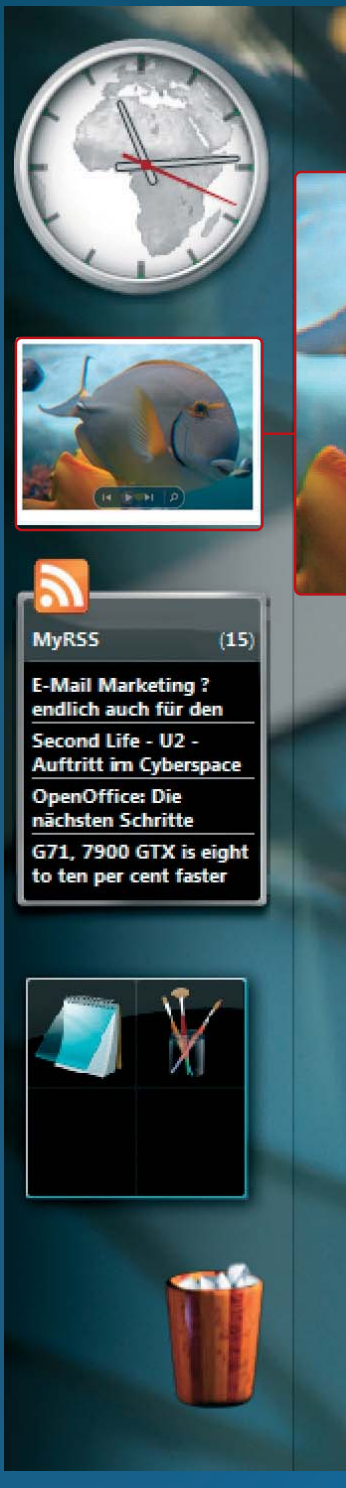 MyRSS (15)
E-Mail Marketing ?
endlich auch für den
Second Life - U2 -
Auftritt im Cyberspace
OpenOffice: Die
nächsten Schritte
G71, 7900 GTX is eight
to ten per cent faster